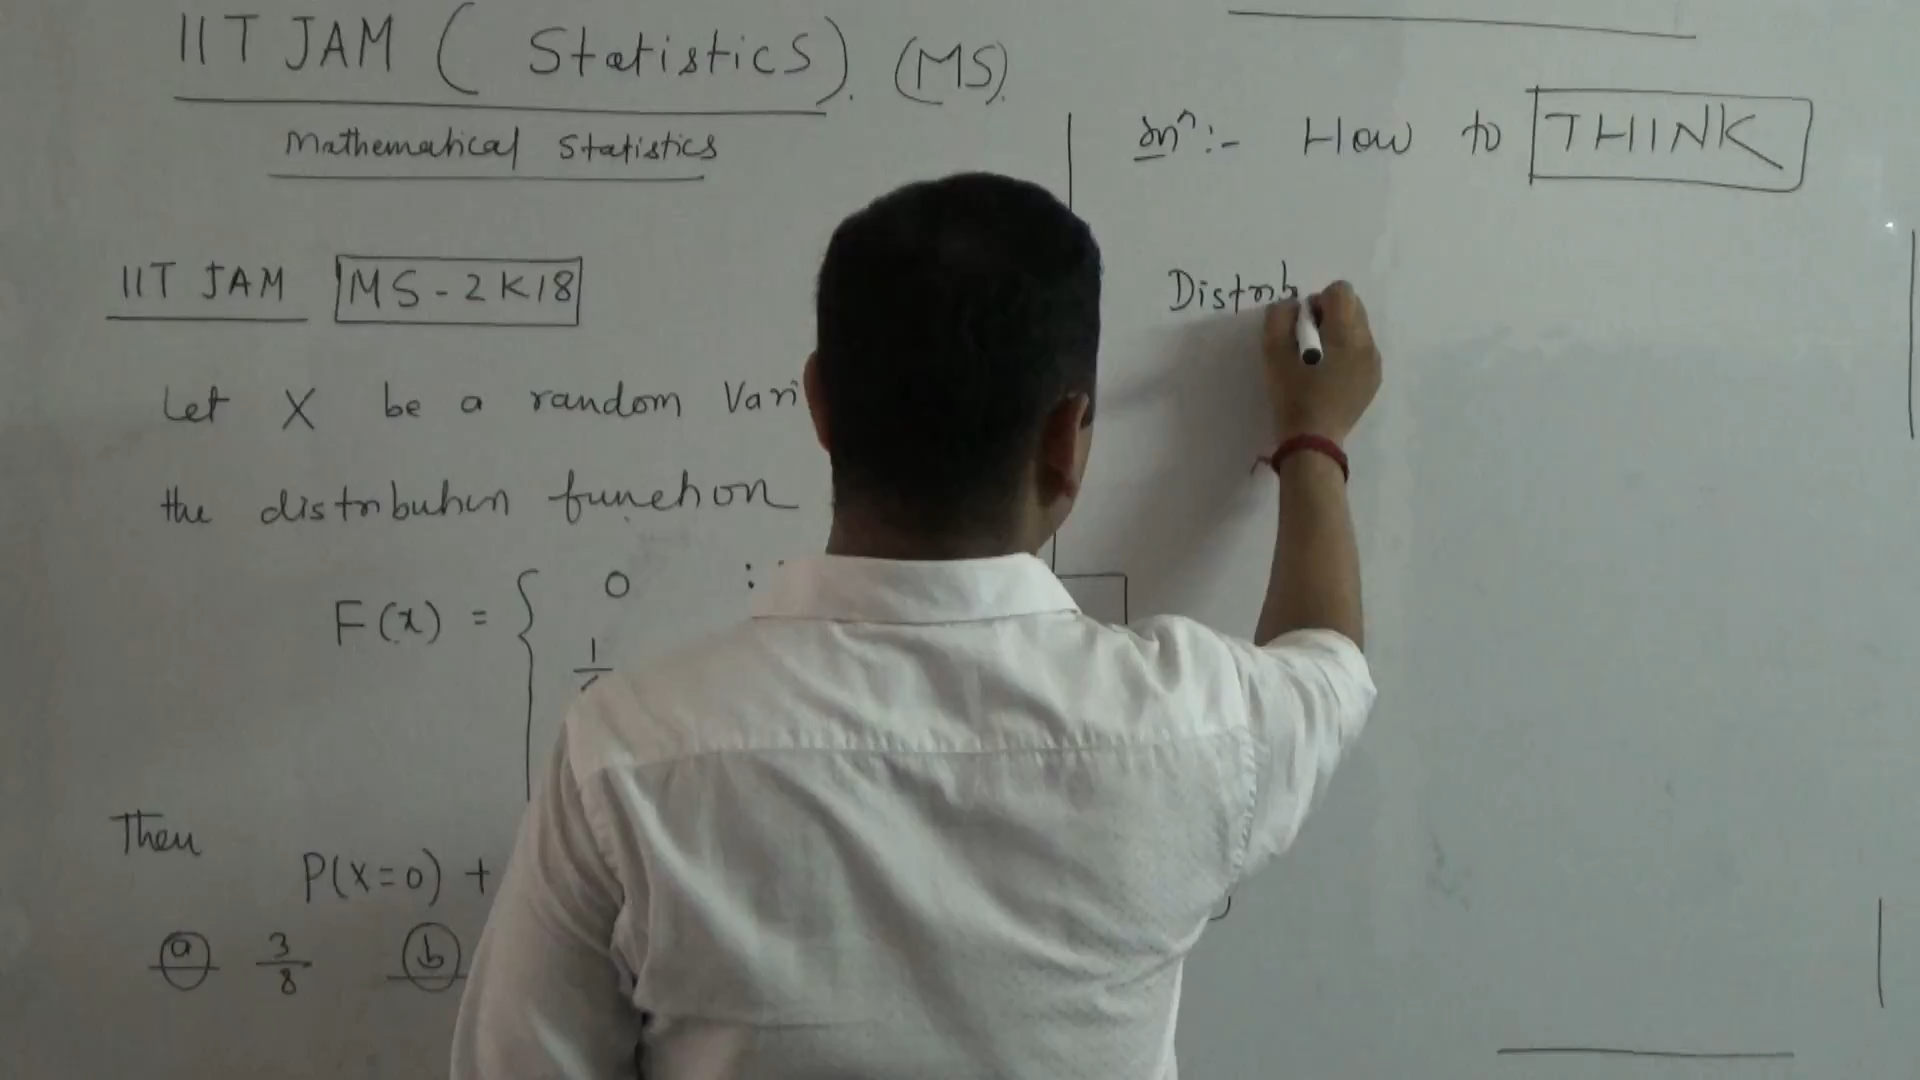 IIT JAM ( Statistics ). (MS).
Mathematical Statistics
IIT JAM MS - 2K18
Let X be a random Vari
the distribution function
F(x) = { 0 :
1
Then
P(X=0) +
(a) 3/8 (b)
Soln :- How to THINK
Distrib